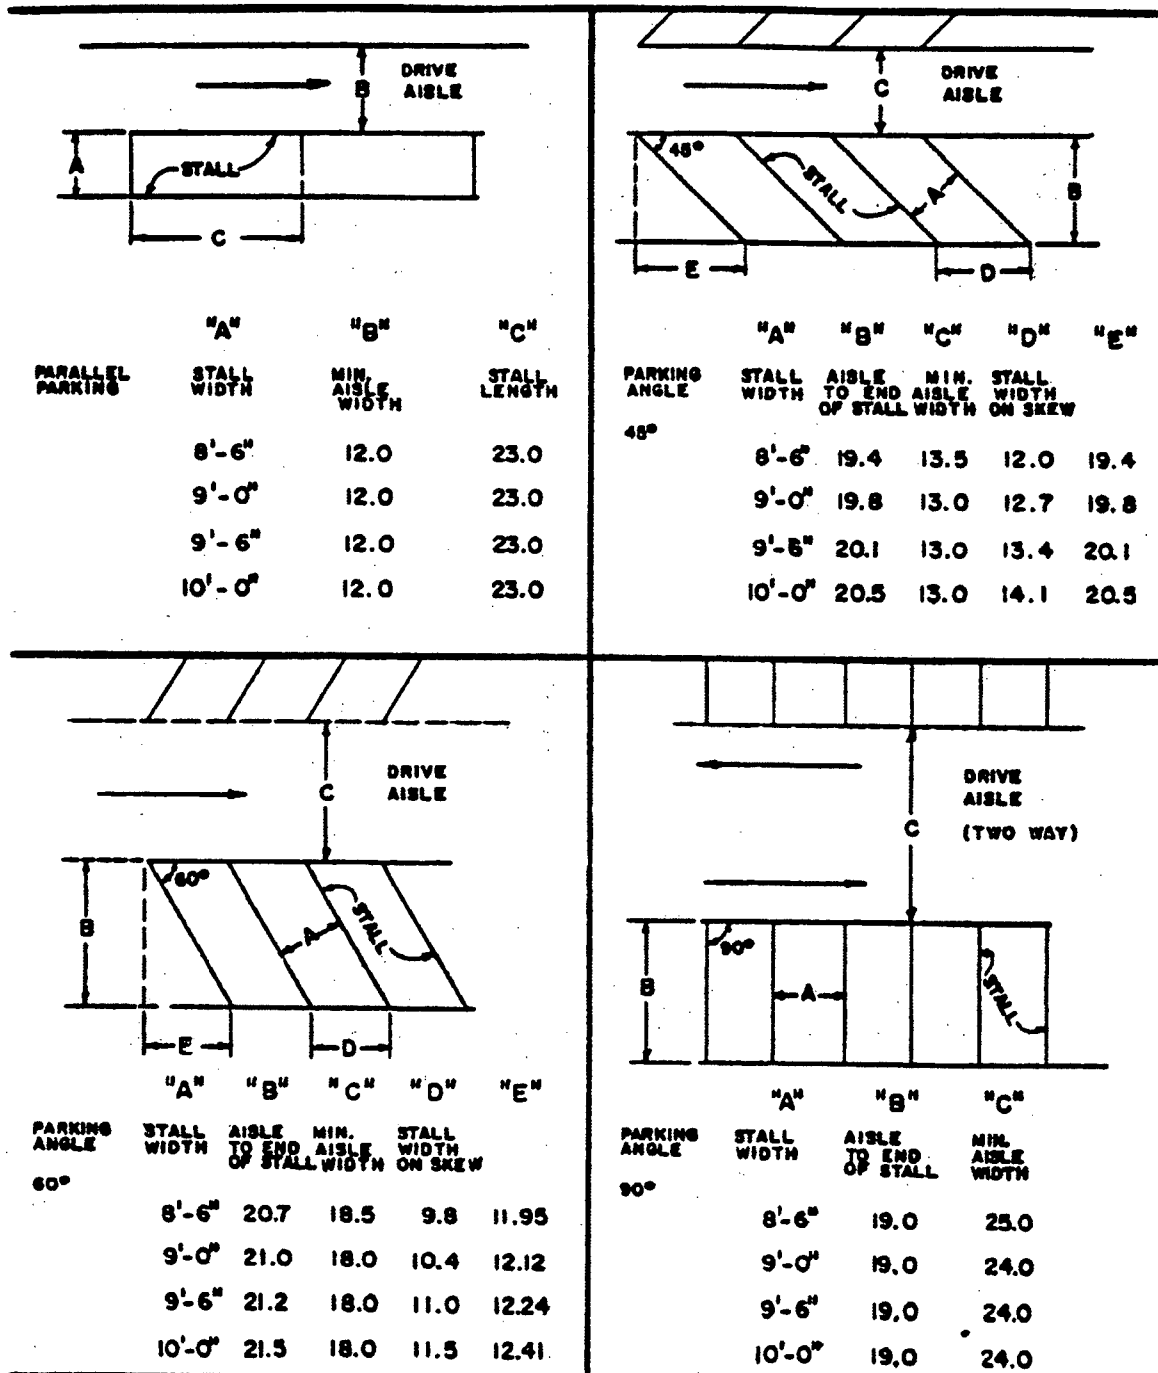 DRIVE
AISLE
B
A
STALL
C
"A" "B" "C"
PARALLEL PARKING STALL WIDTH MIN. AISLE WIDTH STALL LENGTH
8'-6" 12.0 23.0
9'-0" 12.0 23.0
9'-6" 12.0 23.0
10'-0" 12.0 23.0
DRIVE
AISLE
C
45°
STALL
A
B
E
D
"A" "B" "C" "D" "E"
PARKING ANGLE STALL WIDTH AISLE TO END OF STALL MIN. AISLE WIDTH STALL WIDTH ON SKEW
45°
8'-6" 19.4 13.5 12.0 19.4
9'-0" 19.8 13.0 12.7 19.8
9'-6" 20.1 13.0 13.4 20.1
10'-0" 20.5 13.0 14.1 20.5
DRIVE
AISLE
C
60°
STALL
A
B
E
D
"A" "B" "C" "D" "E"
PARKING ANGLE STALL WIDTH AISLE TO END OF STALL MIN. AISLE WIDTH STALL WIDTH ON SKEW
60°
8'-6" 20.7 18.5 9.8 11.95
9'-0" 21.0 18.0 10.4 12.12
9'-6" 21.2 18.0 11.0 12.24
10'-0" 21.5 18.0 11.5 12.41
DRIVE
AISLE
(TWO WAY)
C
90°
STALL
A
B
"A" "B" "C"
PARKING ANGLE STALL WIDTH AISLE TO END OF STALL MIN. AISLE WIDTH
90°
8'-6" 19.0 25.0
9'-0" 19.0 24.0
9'-6" 19.0 24.0
10'-0" 19.0 24.0